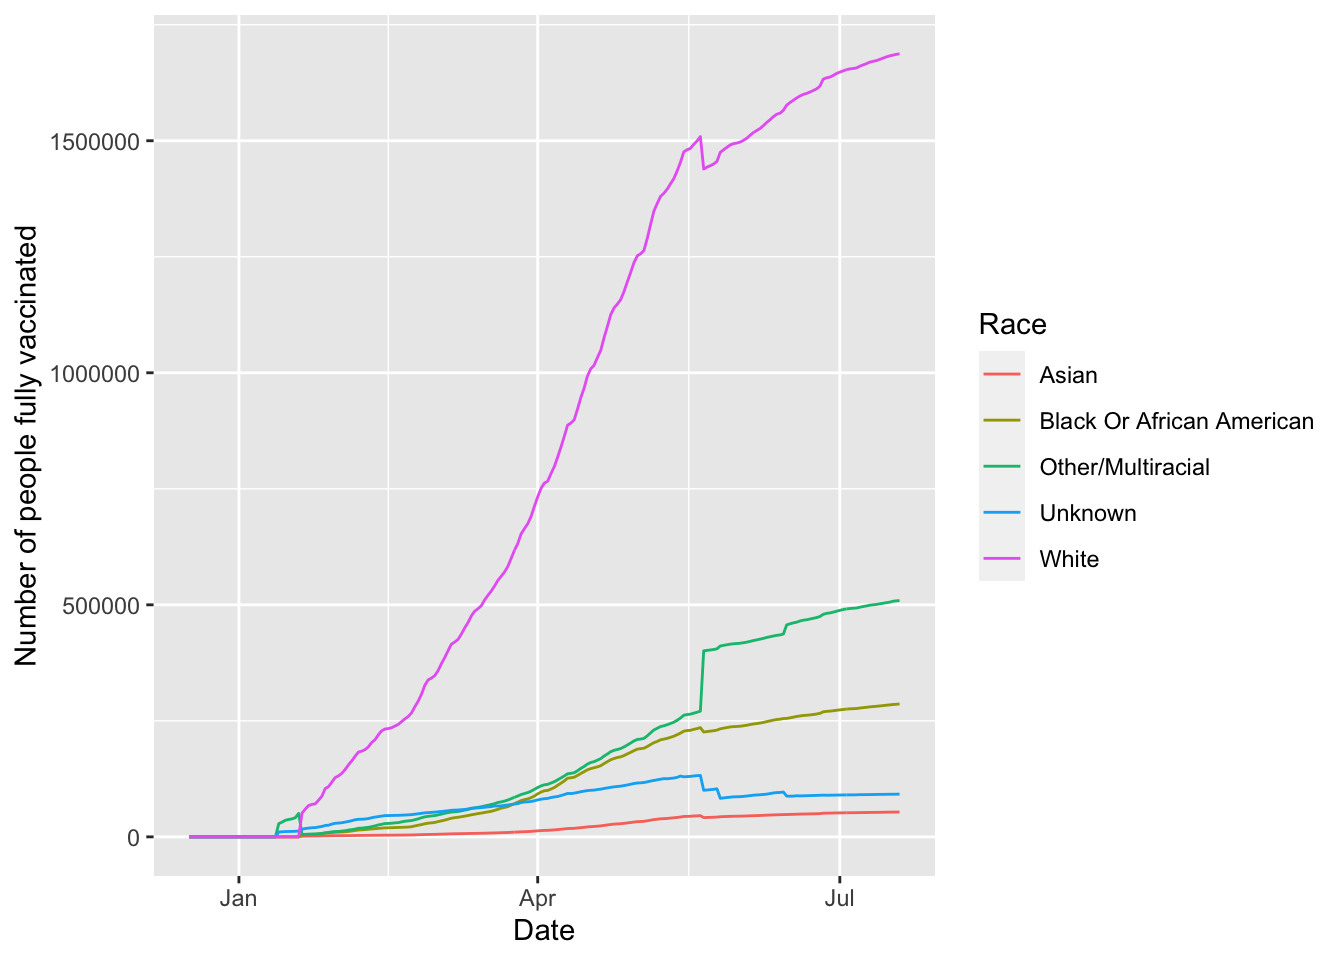 Number of people fully vaccinated
1500000
1000000
500000
0
Jan
Apr
Jul
Date
Race
Asian
Black Or African American
Other/Multiracial
Unknown
White